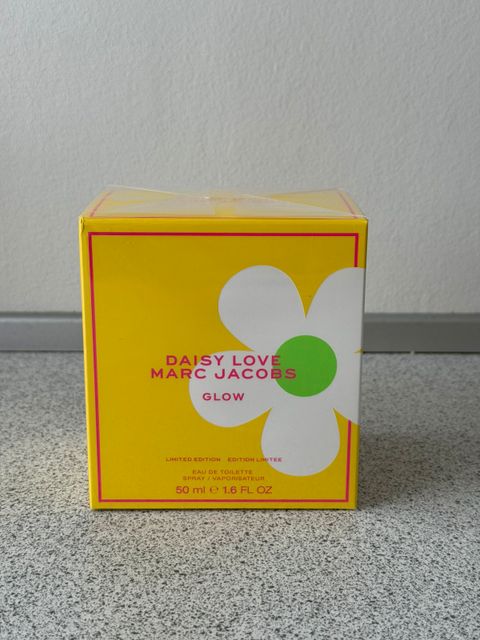 DAISY LOVE
MARC JACOBS
GLOW
LIMITED EDITION EDITION LIMITEE
EAU DE TOILETTE
SPRAY / VAPORISATEUR
50 ml ℮ 1.6 FL OZ